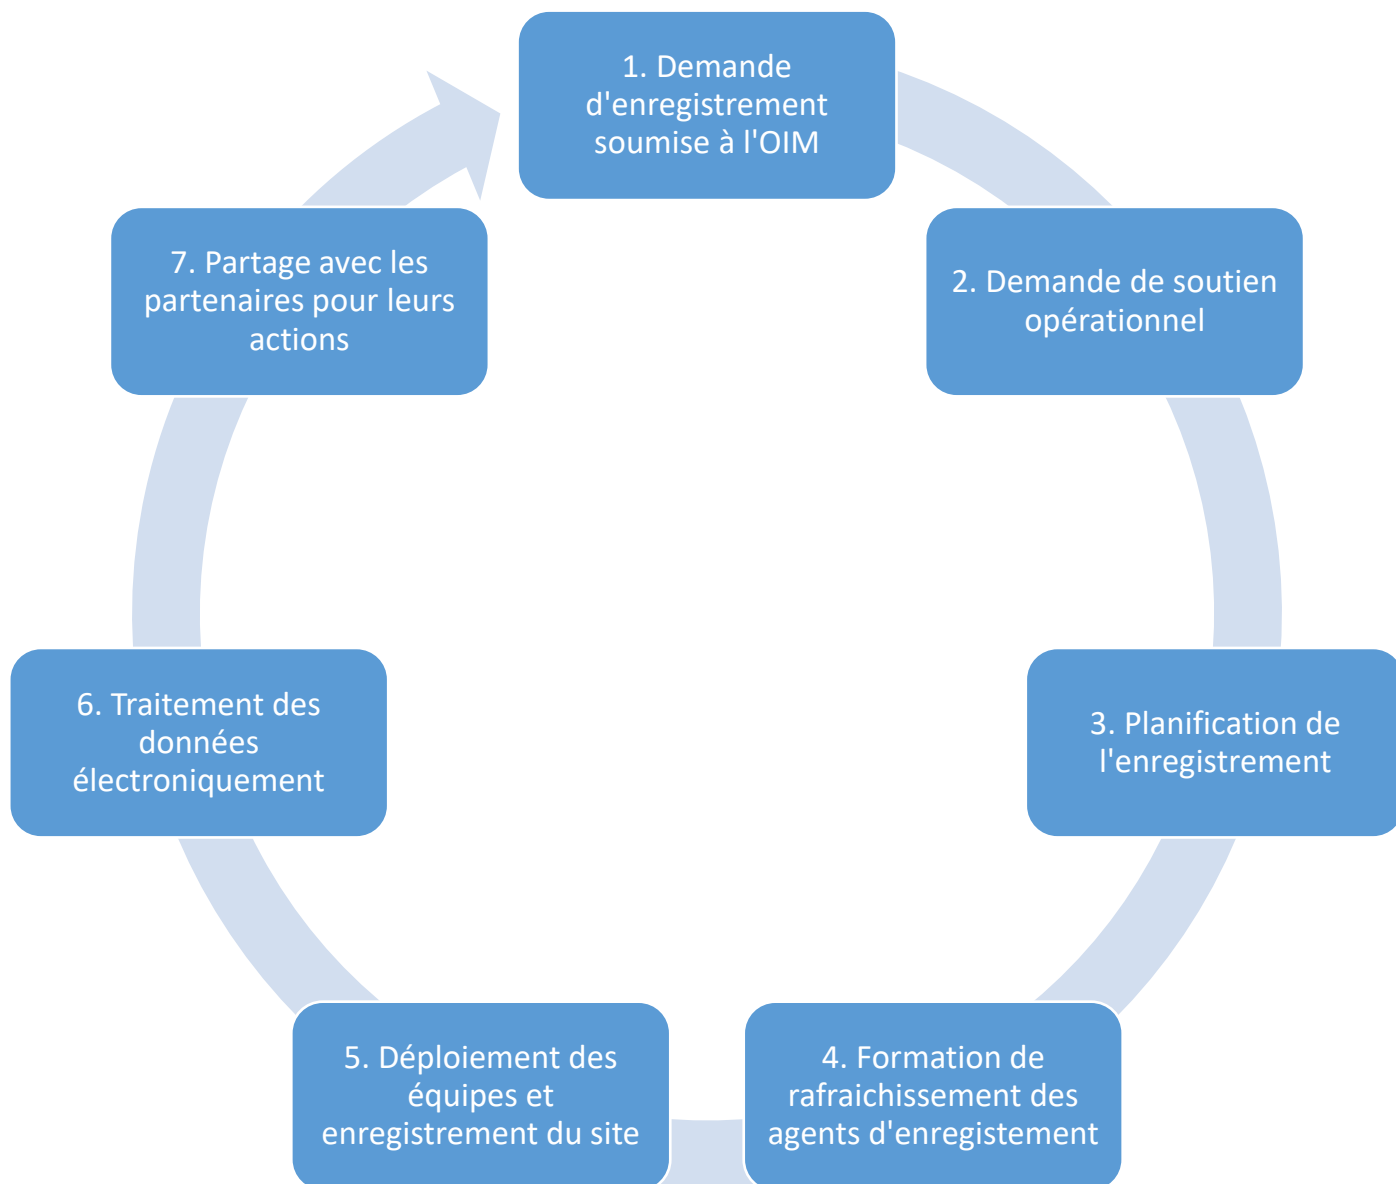 1. Demande
d'enregistrement
soumise à l'OIM
2. Demande de soutien
opérationnel
3. Planification de
l'enregistrement
4. Formation de
rafraichissement des
agents d'enregistement
5. Déploiement des
équipes et
enregistrement du site
6. Traitement des
données
électroniquement
7. Partage avec les
partenaires pour leurs
actions